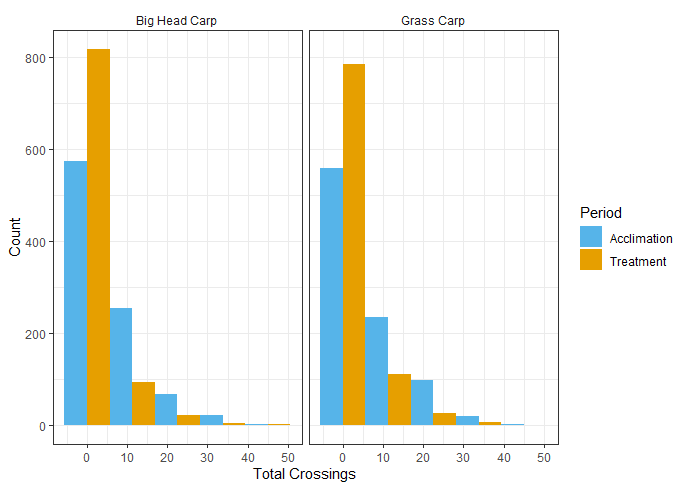 Big Head Carp
Grass Carp
800
600
400
200
0
Count
0 10 20 30 40 50
0 10 20 30 40 50
Total Crossings
Period
Acclimation
Treatment